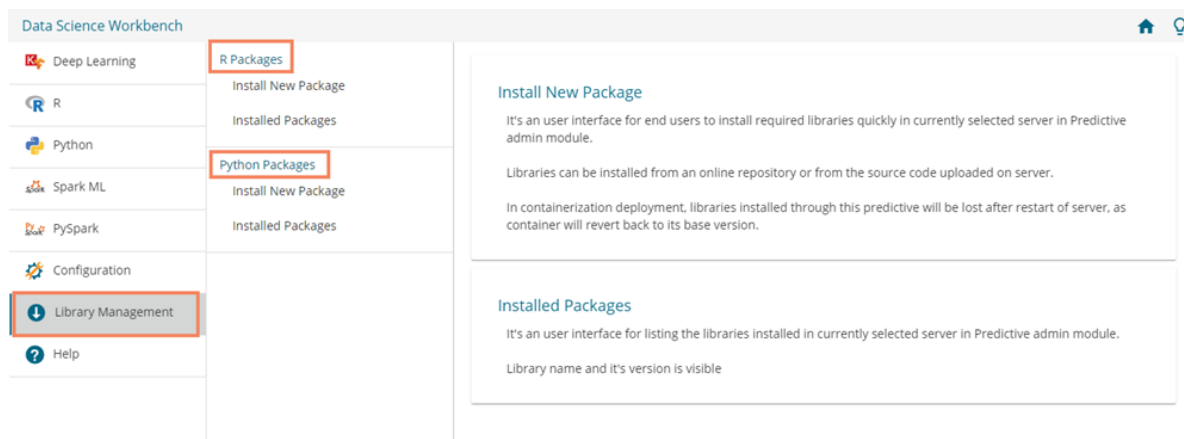 Data Science Workbench
Deep Learning
R
Python
Spark ML
PySpark
Configuration
Library Management
Help
R Packages
Install New Package
Installed Packages
Python Packages
Install New Package
Installed Packages
Install New Package
It's an user interface for end users to install required libraries quickly in currently selected server in Predictive
admin module.
Libraries can be installed from an online repository or from the source code uploaded on server.
In containerization deployment, libraries installed through this predictive will be lost after restart of server, as
container will revert back to its base version.
Installed Packages
It's an user interface for listing the libraries installed in currently selected server in Predictive admin module.
Library name and it's version is visible